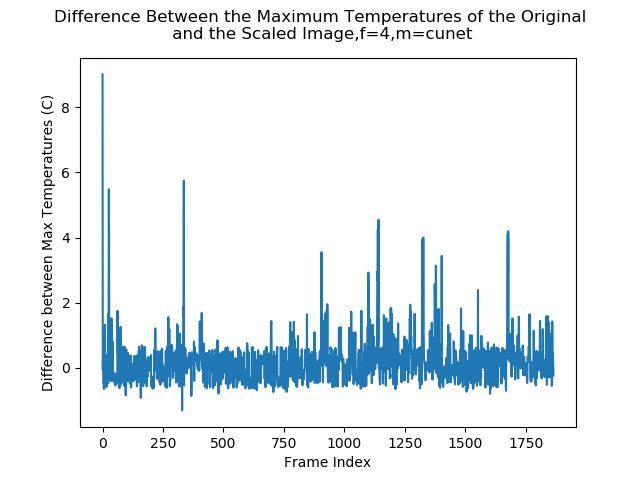 Difference Between the Maximum Temperatures of the Original
and the Scaled Image,f=4,m=cunet
Difference between Max Temperatures (C)
8
6
4
2
0
0 250 500 750 1000 1250 1500 1750
Frame Index